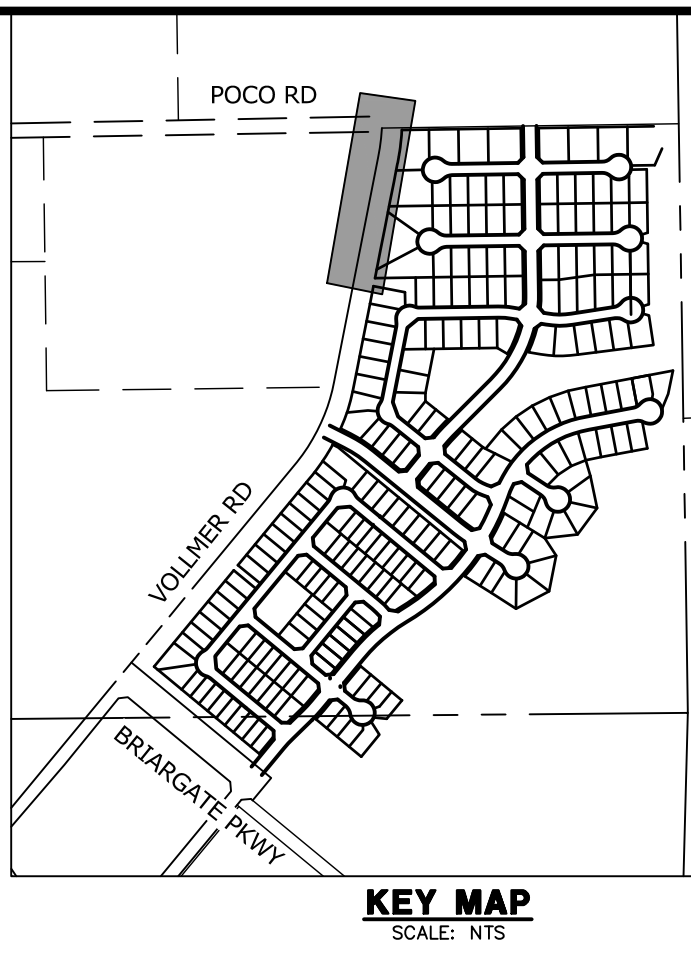 POCO RD
VOLLMER RD
BRIARGATE PKWY
KEY MAP
SCALE: NTS